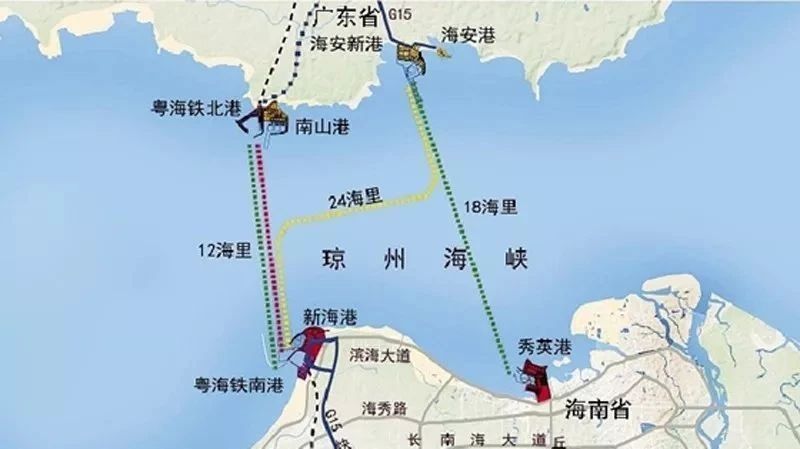 广东省
G15
海安新港
海安港
粤海铁北港
南山港
24海里
18海里
12海里
琼州海峡
新海港
滨海大道
秀英港
粤海铁南港
海秀路
海南省
G15
长南海大道丘